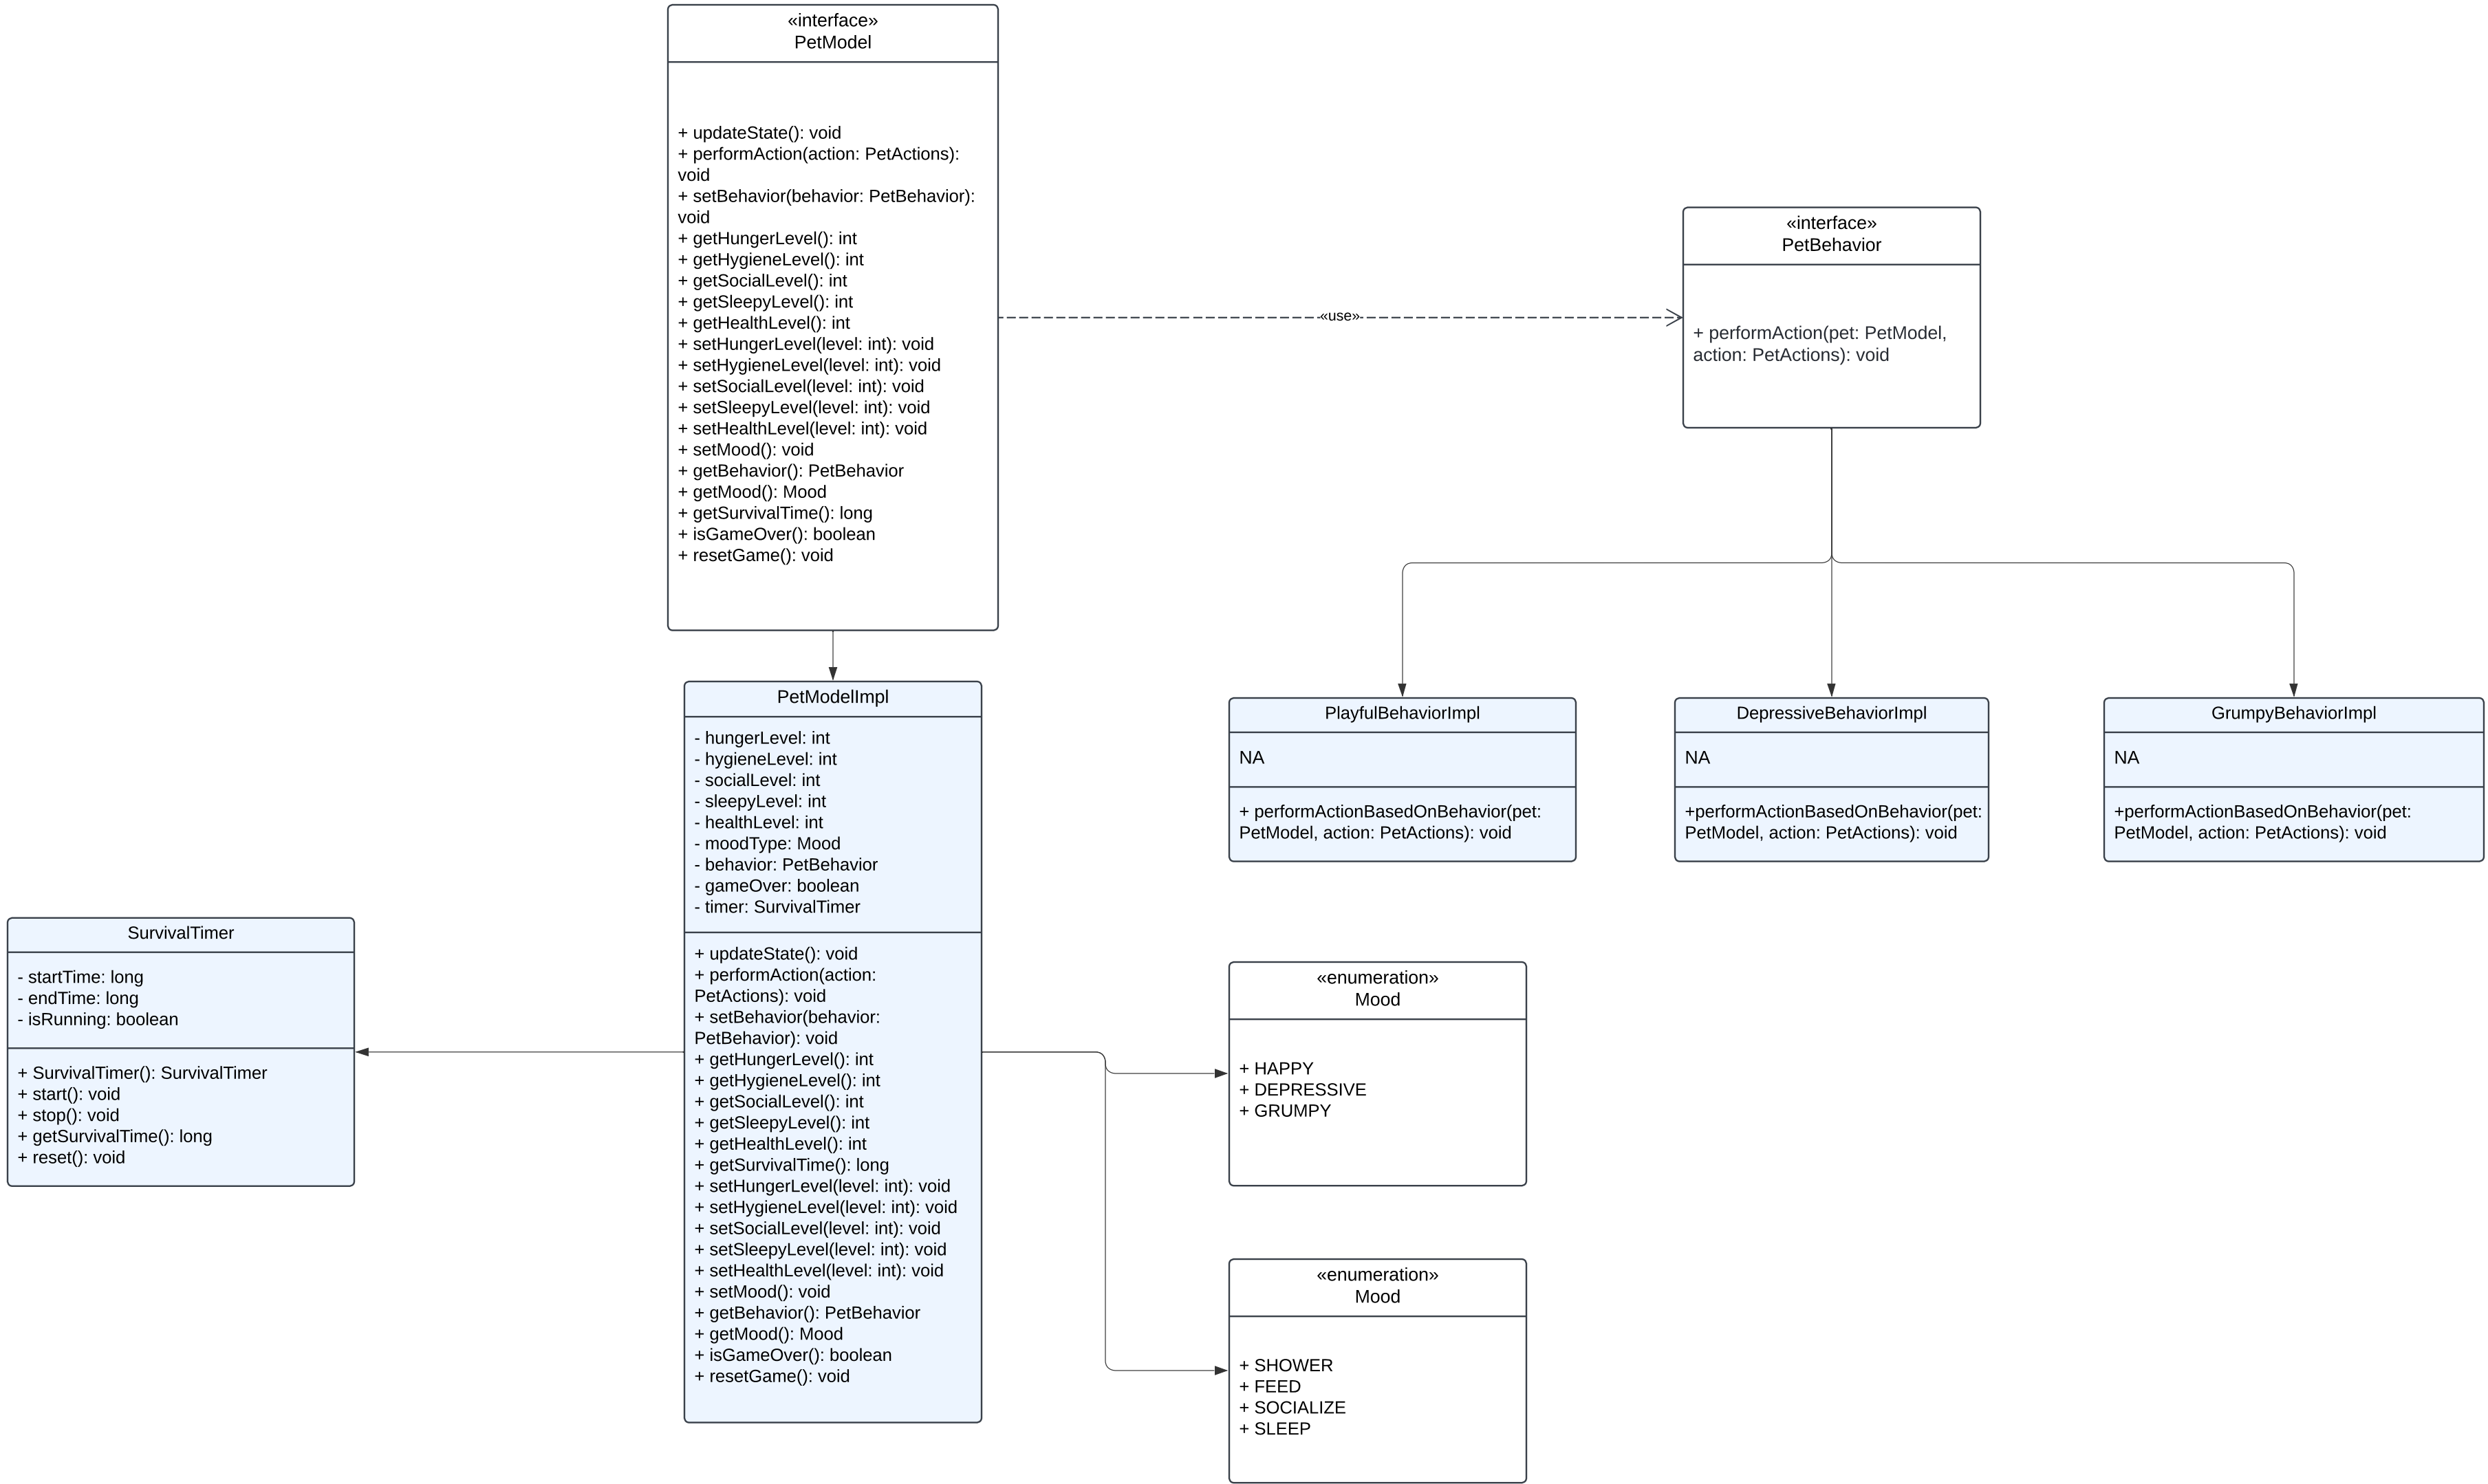 «interface»
PetModel
+ updateState(): void
+ performAction(action: PetActions):
void
+ setBehavior(behavior: PetBehavior):
void
+ getHungerLevel(): int
+ getHygieneLevel(): int
+ getSocialLevel(): int
+ getSleepyLevel(): int
+ getHealthLevel(): int
+ setHungerLevel(level: int): void
+ setHygieneLevel(level: int): void
+ setSocialLevel(level: int): void
+ setSleepyLevel(level: int): void
+ setHealthLevel(level: int): void
+ setMood(): void
+ getBehavior(): PetBehavior
+ getMood(): Mood
+ getSurvivalTime(): long
+ isGameOver(): boolean
+ resetGame(): void
«use»
«interface»
PetBehavior
+ performAction(pet: PetModel,
action: PetActions): void
PetModelImpl
- hungerLevel: int
- hygieneLevel: int
- socialLevel: int
- sleepyLevel: int
- healthLevel: int
- moodType: Mood
- behavior: PetBehavior
- gameOver: boolean
- timer: SurvivalTimer
+ updateState(): void
+ performAction(action:
PetActions): void
+ setBehavior(behavior:
PetBehavior): void
+ getHungerLevel(): int
+ getHygieneLevel(): int
+ getSocialLevel(): int
+ getSleepyLevel(): int
+ getHealthLevel(): int
+ getSurvivalTime(): long
+ setHungerLevel(level: int): void
+ setHygieneLevel(level: int): void
+ setSocialLevel(level: int): void
+ setSleepyLevel(level: int): void
+ setHealthLevel(level: int): void
+ setMood(): void
+ getBehavior(): PetBehavior
+ getMood(): Mood
+ isGameOver(): boolean
+ resetGame(): void
PlayfulBehaviorImpl
NA
+ performActionBasedOnBehavior(pet:
PetModel, action: PetActions): void
DepressiveBehaviorImpl
NA
+performActionBasedOnBehavior(pet:
PetModel, action: PetActions): void
GrumpyBehaviorImpl
NA
+performActionBasedOnBehavior(pet:
PetModel, action: PetActions): void
SurvivalTimer
- startTime: long
- endTime: long
- isRunning: boolean
+ SurvivalTimer(): SurvivalTimer
+ start(): void
+ stop(): void
+ getSurvivalTime(): long
+ reset(): void
«enumeration»
Mood
+ HAPPY
+ DEPRESSIVE
+ GRUMPY
«enumeration»
Mood
+ SHOWER
+ FEED
+ SOCIALIZE
+ SLEEP